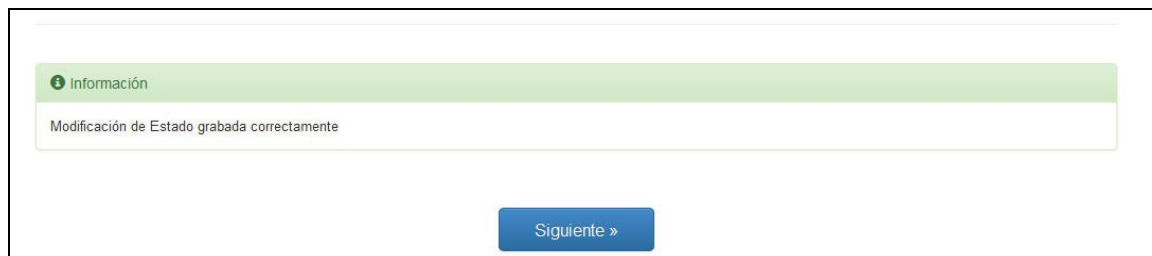 Información
Modificación de Estado grabada correctamente
Siguiente »